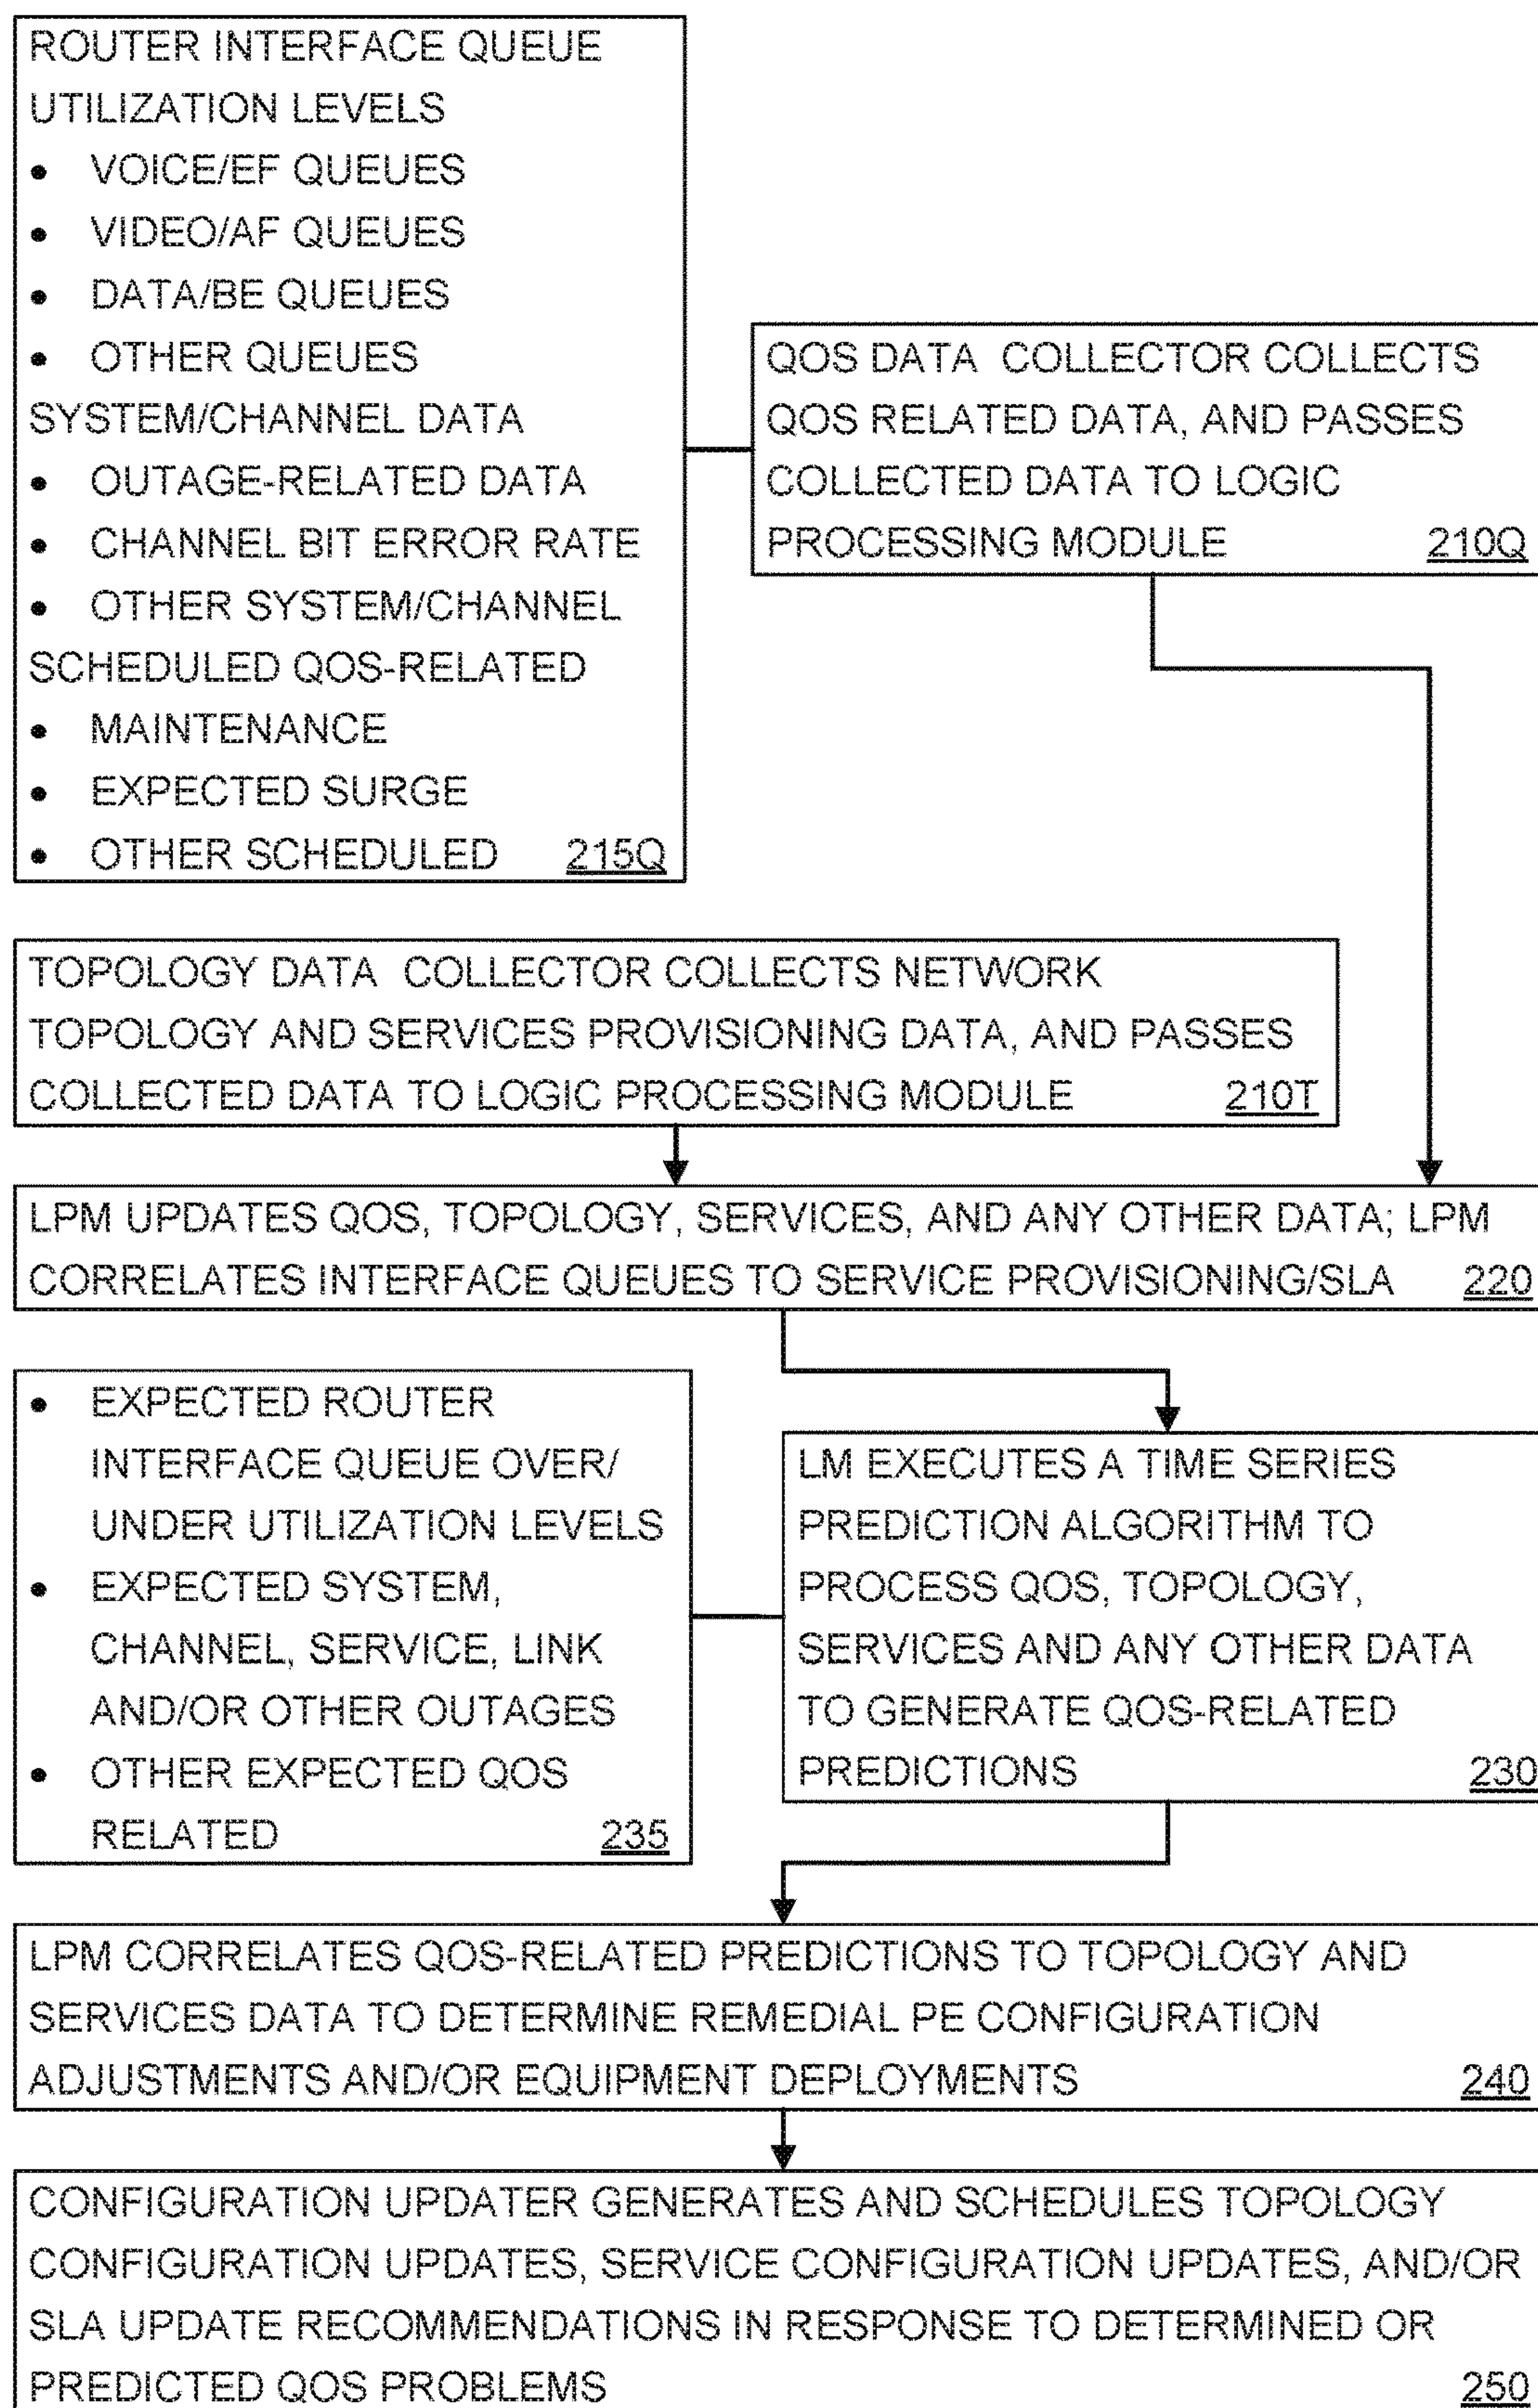 ROUTER INTERFACE QUEUE
UTILIZATION LEVELS
• VOICE/EF QUEUES
• VIDEO/AF QUEUES
• DATA/BE QUEUES
• OTHER QUEUES
SYSTEM/CHANNEL DATA
• OUTAGE-RELATED DATA
• CHANNEL BIT ERROR RATE
• OTHER SYSTEM/CHANNEL
SCHEDULED QOS-RELATED
• MAINTENANCE
• EXPECTED SURGE
• OTHER SCHEDULED 215Q
QOS DATA COLLECTOR COLLECTS
QOS RELATED DATA, AND PASSES
COLLECTED DATA TO LOGIC
PROCESSING MODULE 210Q
TOPOLOGY DATA COLLECTOR COLLECTS NETWORK
TOPOLOGY AND SERVICES PROVISIONING DATA, AND PASSES
COLLECTED DATA TO LOGIC PROCESSING MODULE 210T
LPM UPDATES QOS, TOPOLOGY, SERVICES, AND ANY OTHER DATA; LPM
CORRELATES INTERFACE QUEUES TO SERVICE PROVISIONING/SLA 220
• EXPECTED ROUTER
INTERFACE QUEUE OVER/
UNDER UTILIZATION LEVELS
• EXPECTED SYSTEM,
CHANNEL, SERVICE, LINK
AND/OR OTHER OUTAGES
• OTHER EXPECTED QOS
RELATED 235
LM EXECUTES A TIME SERIES
PREDICTION ALGORITHM TO
PROCESS QOS, TOPOLOGY,
SERVICES AND ANY OTHER DATA
TO GENERATE QOS-RELATED
PREDICTIONS 230
LPM CORRELATES QOS-RELATED PREDICTIONS TO TOPOLOGY AND
SERVICES DATA TO DETERMINE REMEDIAL PE CONFIGURATION
ADJUSTMENTS AND/OR EQUIPMENT DEPLOYMENTS 240
CONFIGURATION UPDATER GENERATES AND SCHEDULES TOPOLOGY
CONFIGURATION UPDATES, SERVICE CONFIGURATION UPDATES, AND/OR
SLA UPDATE RECOMMENDATIONS IN RESPONSE TO DETERMINED OR
PREDICTED QOS PROBLEMS 250